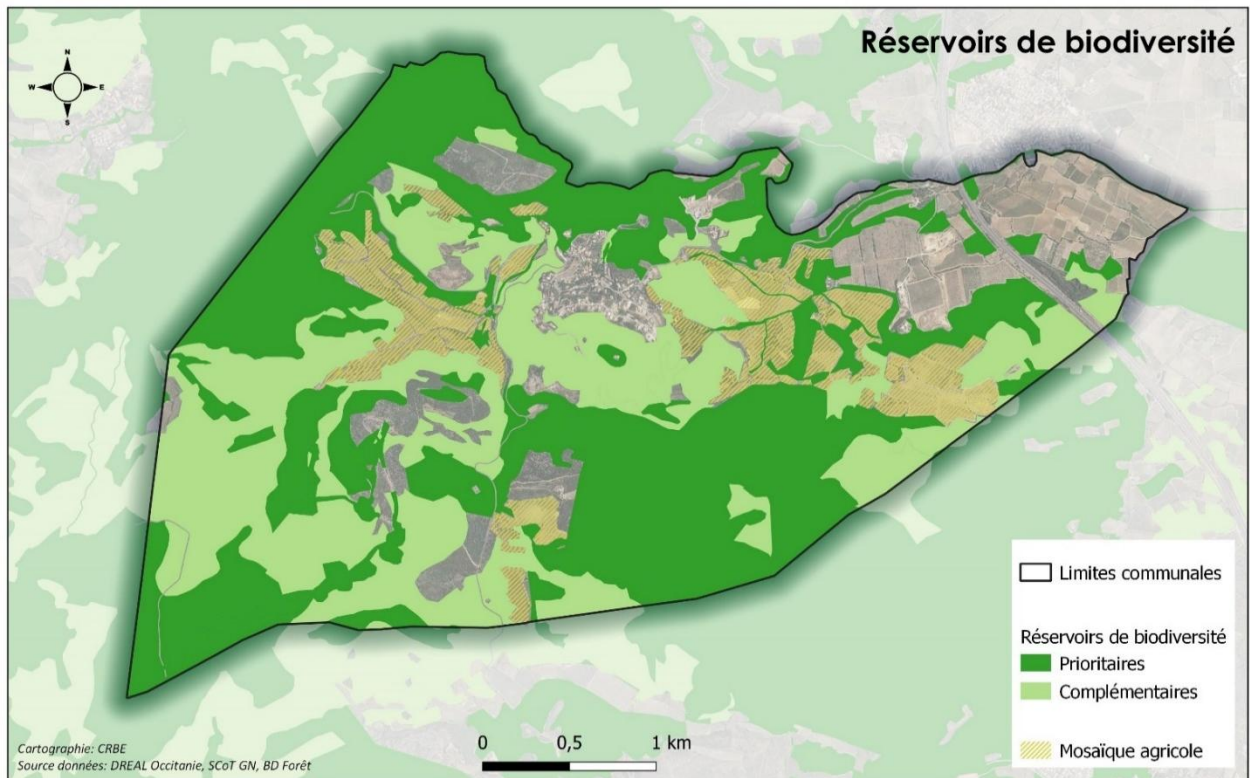 Réservoirs de biodiversité
N
W E
S
Limites communales
Réservoirs de biodiversité
Prioritaires
Complémentaires
Mosaïque agricole
0 0,5 1 km
Cartographie: CRBE
Source données: DREAL Occitanie, SCoT GN, BD Forêt